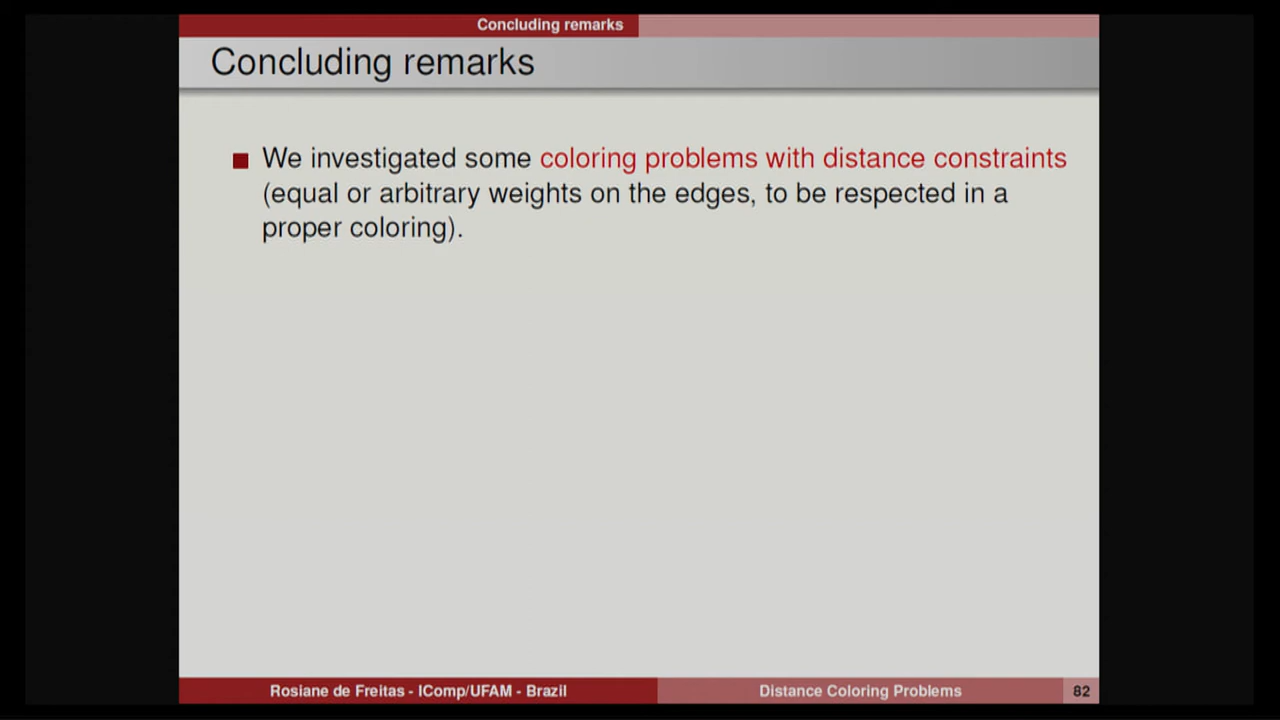 Concluding remarks
Concluding remarks
We investigated some coloring problems with distance constraints
(equal or arbitrary weights on the edges, to be respected in a
proper coloring).
Rosiane de Freitas - IComp/UFAM - Brazil
Distance Coloring Problems
82